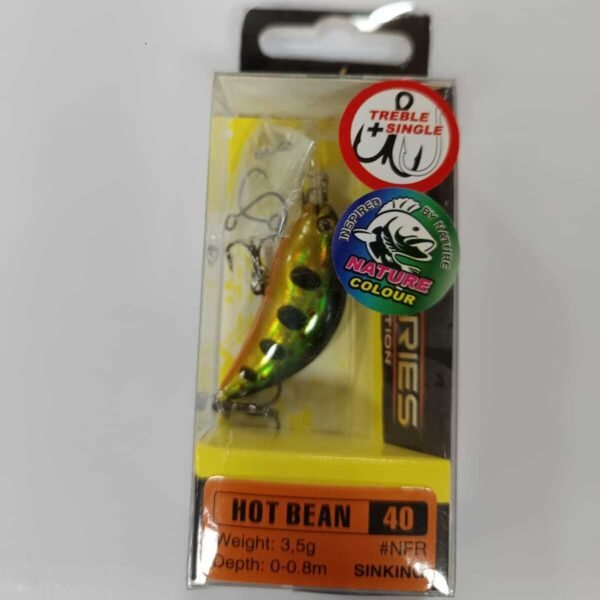 TREBLE
+ SINGLE
INSPIRED BY NATURE
NATURE
COLOUR
RIES
TION
HOT BEAN 40
Weight: 3,5g #NFR
Depth: 0-0.8m SINKING